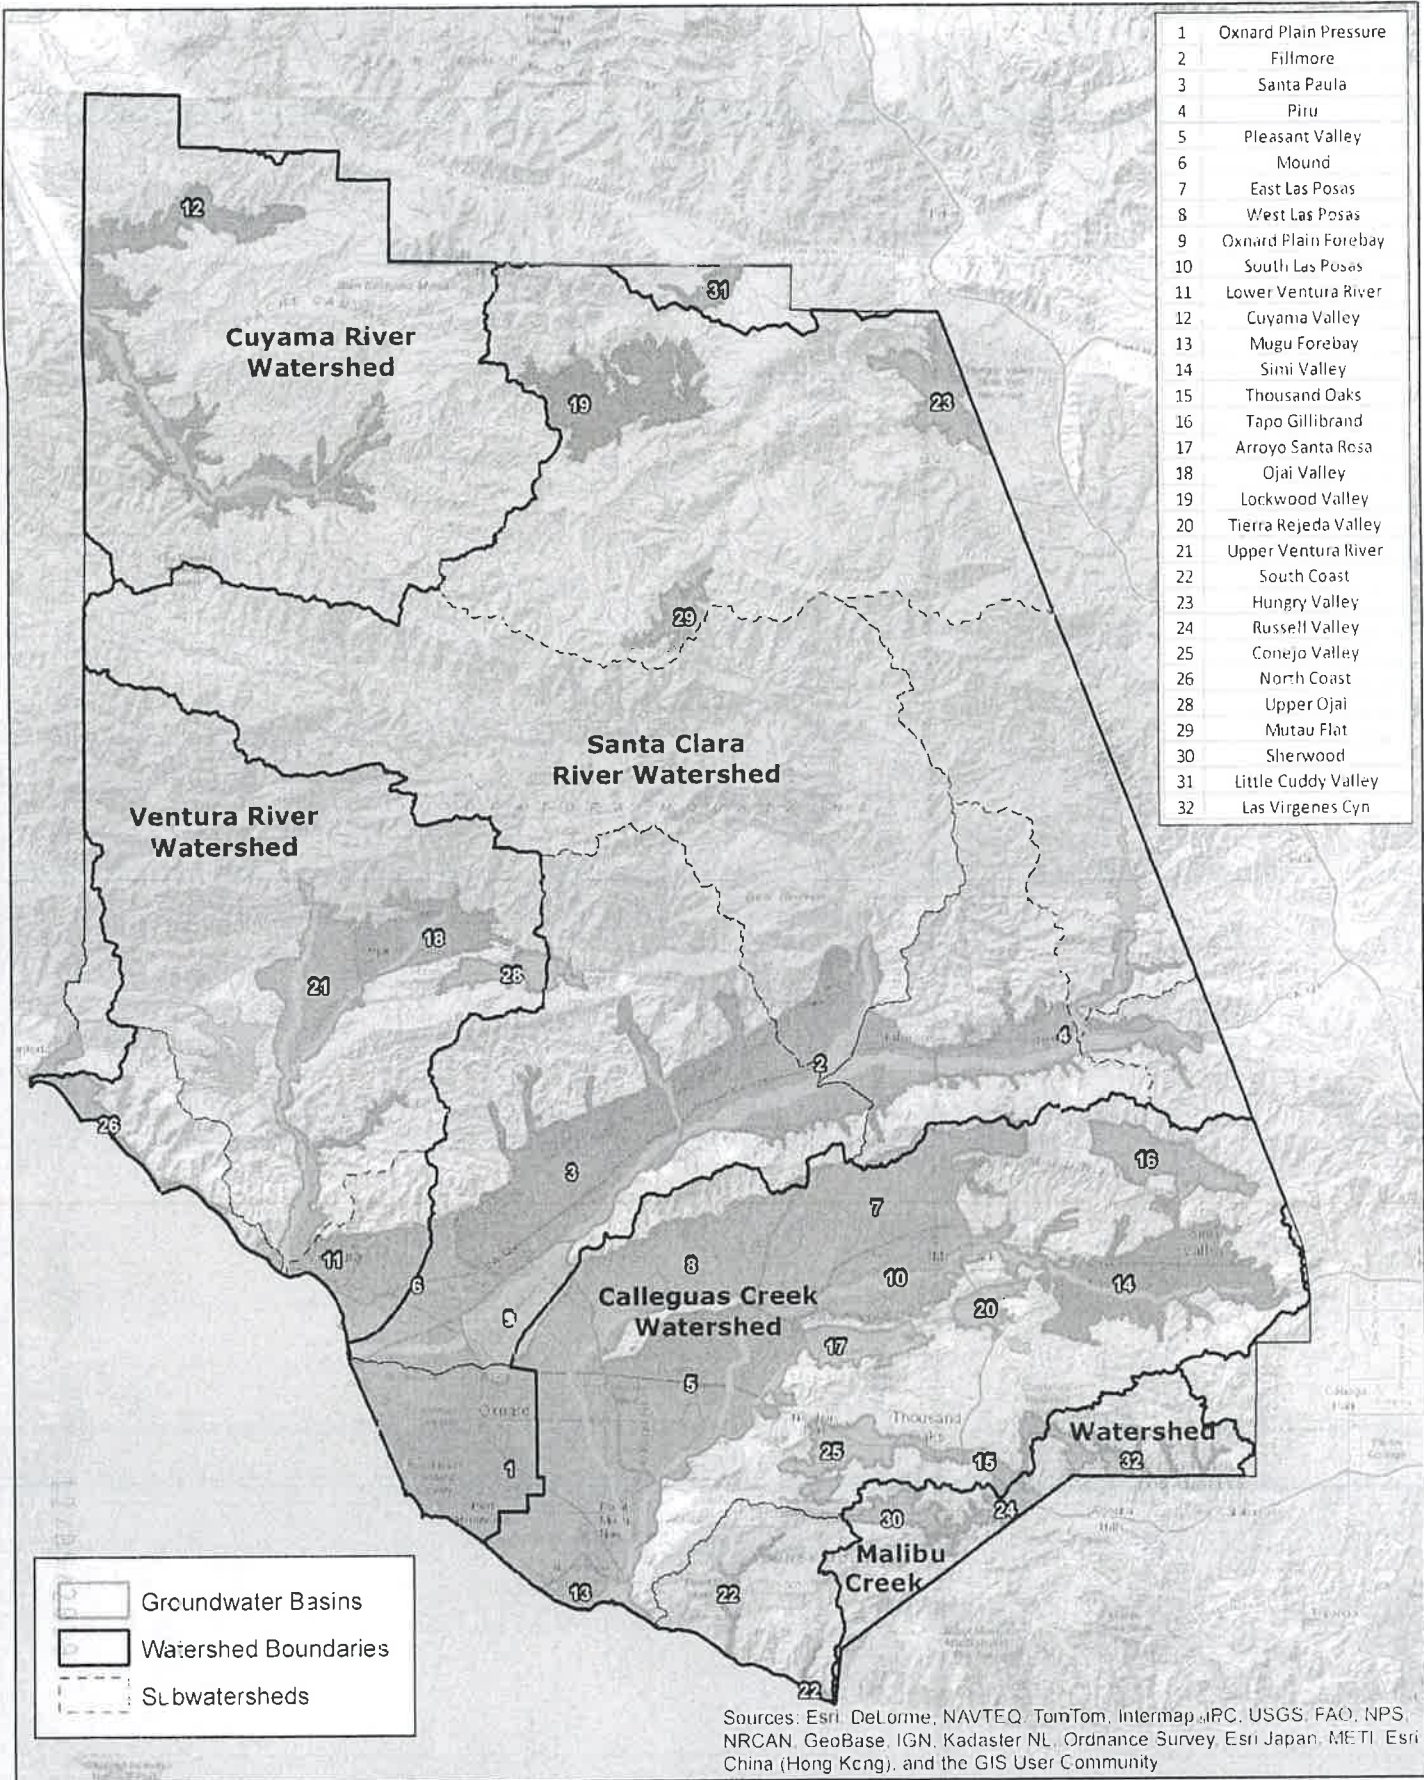 1 Oxnard Plain Pressure
2 Fillmore
3 Santa Paula
4 Piru
5 Pleasant Valley
6 Mound
7 East Las Posas
8 West Las Posas
9 Oxnard Plain Forebay
10 South Las Posas
11 Lower Ventura River
12 Cuyama Valley
13 Mugu Forebay
14 Simi Valley
15 Thousand Oaks
16 Tapo Gillibrand
17 Arroyo Santa Rosa
18 Ojai Valley
19 Lockwood Valley
20 Tierra Rejeda Valley
21 Upper Ventura River
22 South Coast
23 Hungry Valley
24 Russell Valley
25 Conejo Valley
26 North Coast
28 Upper Ojai
29 Mutau Flat
30 Sherwood
31 Little Cuddy Valley
32 Las Virgenes Cyn
12
31
Cuyama River
Watershed
19
23
29
Santa Clara
River Watershed
Ventura River
Watershed
18
28
21
4
2
26
3
16
7
11
6
8
10
14
Calleguas Creek
Watershed
20
9
17
5
Oxnard
Thousand
Watershed
25
15
32
1
24
30
Malibu
Creek
13
22
22
Groundwater Basins
Watershed Boundaries
Subwatersheds
Sources: Esri, DeLorme, NAVTEQ, TomTom, Intermap, iPC, USGS, FAO, NPS,
NRCAN, GeoBase, IGN, Kadaster NL, Ordnance Survey, Esri Japan, METI, Esri
China (Hong Kong), and the GIS User Community